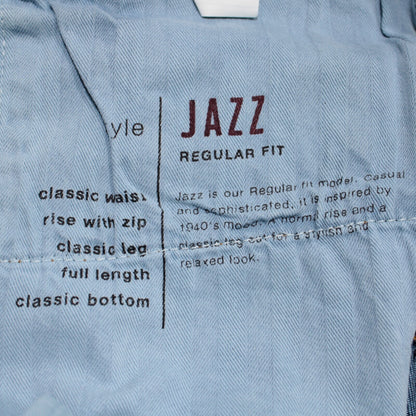 yle
JAZZ
REGULAR FIT
classic waist
rise with zip
classic leg
full length
classic bottom
Jazz is our Regular fit model. Casual
and sophisticated, it is inspired by
1940's mood. A normal rise and a
classic leg cut for a stylish and
relaxed look.